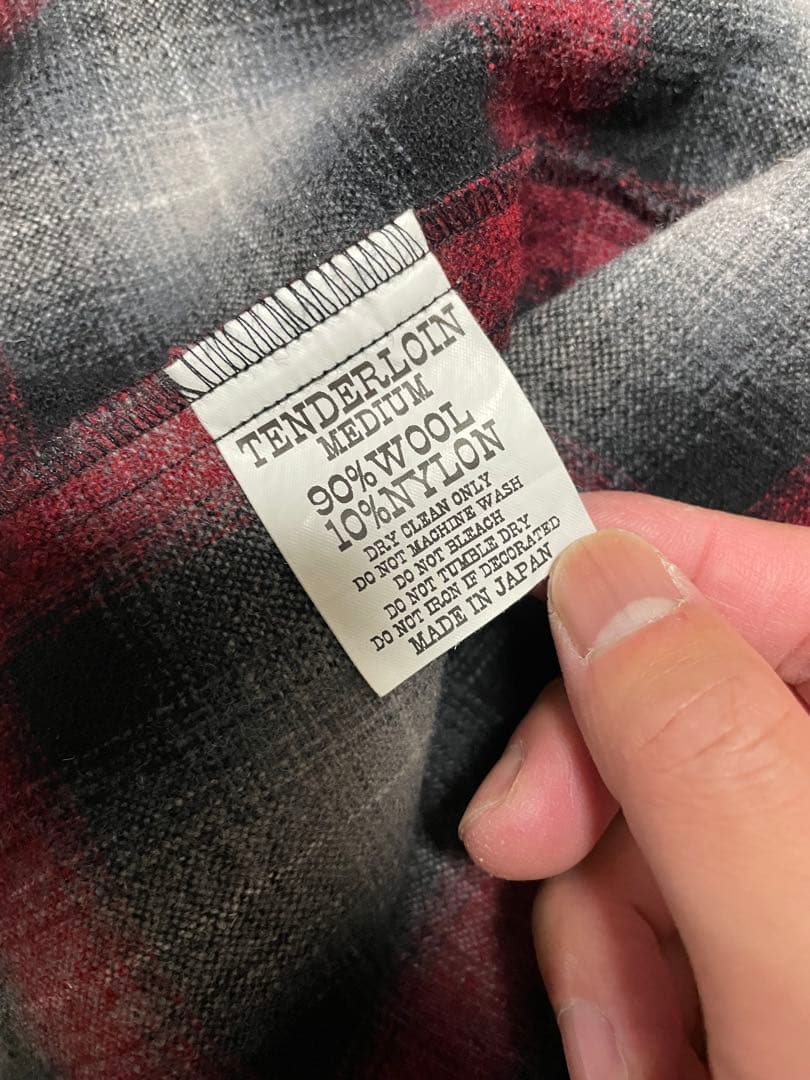 TENDERLOIN
MEDIUM
90%WOOL
10%NYLON
DRY CLEAN ONLY
DO NOT MACHINE WASH
DO NOT BLEACH
DO NOT TUMBLE DRY
DO NOT IRON IF DECORATED
MADE IN JAPAN